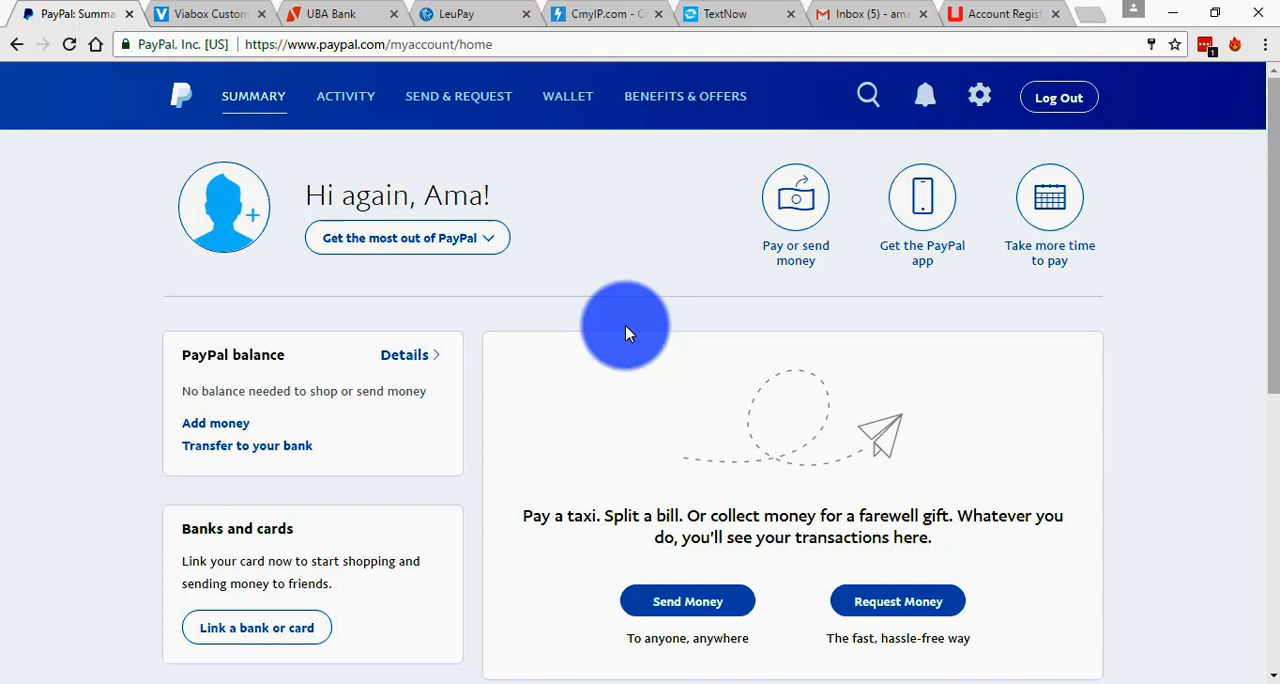 PayPal: Summa
Viabox Custom
UBA Bank
LeuPay
CmyIP.com - C
TextNow
Inbox (5) - ama
Account Regist
PayPal, Inc. [US]
https://www.paypal.com/myaccount/home
1
SUMMARY
ACTIVITY
SEND & REQUEST
WALLET
BENEFITS & OFFERS
Log Out
Hi again, Ama!
Get the most out of PayPal
Pay or send
money
Get the PayPal
app
Take more time
to pay
PayPal balance
Details
No balance needed to shop or send money
Add money
Transfer to your bank
Banks and cards
Link your card now to start shopping and
sending money to friends.
Link a bank or card
Pay a taxi. Split a bill. Or collect money for a farewell gift. Whatever you
do, you'll see your transactions here.
Send Money
To anyone, anywhere
Request Money
The fast, hassle-free way